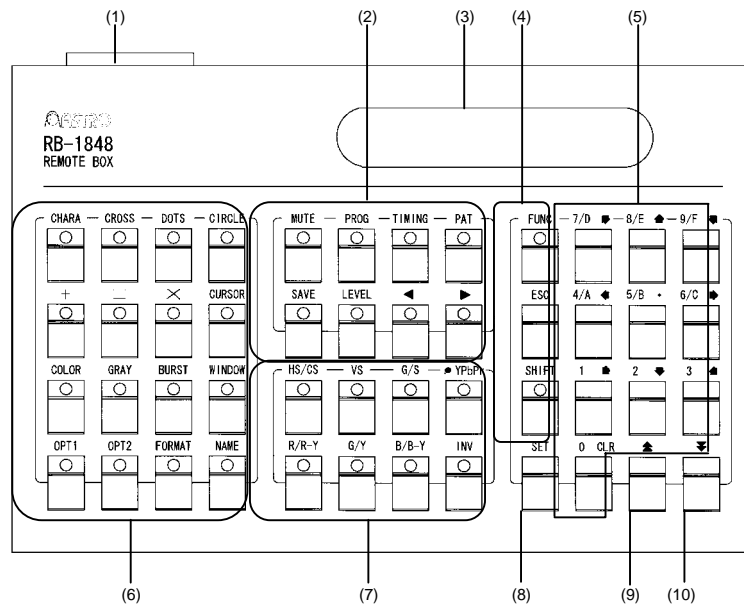 (1) (2) (3) (4) (5)
ASTRO
RB-1848
REMOTE BOX
CHARA CROSS DOTS CIRCLE MUTE PROG TIMING PAT FUNC 7/D 8/E 9/F
+ × CURSOR SAVE LEVEL ◀ ▶ ESC 4/A 5/B · 6/C
COLOR GRAY BURST WINDOW HS/CS VS G/S YPbPr SHIFT 1 2 3
OPT1 OPT2 FORMAT NAME R/R-Y G/Y B/B-Y INV SET 0 CLR
(6) (7) (8) (9) (10)